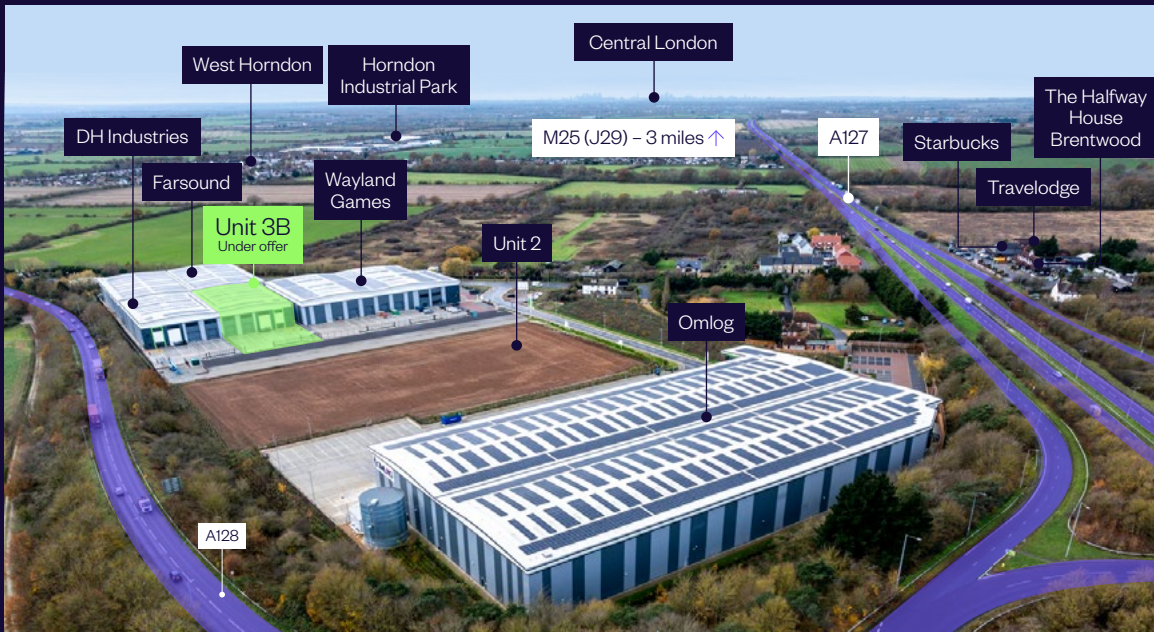 Central London
West Horndon
Horndon
Industrial Park
The Halfway
House
Brentwood
M25 (J29) – 3 miles ↑
A127
DH Industries
Starbucks
Farsound
Wayland
Games
Travelodge
Unit 3B
Under offer
Unit 2
Omlog
A128